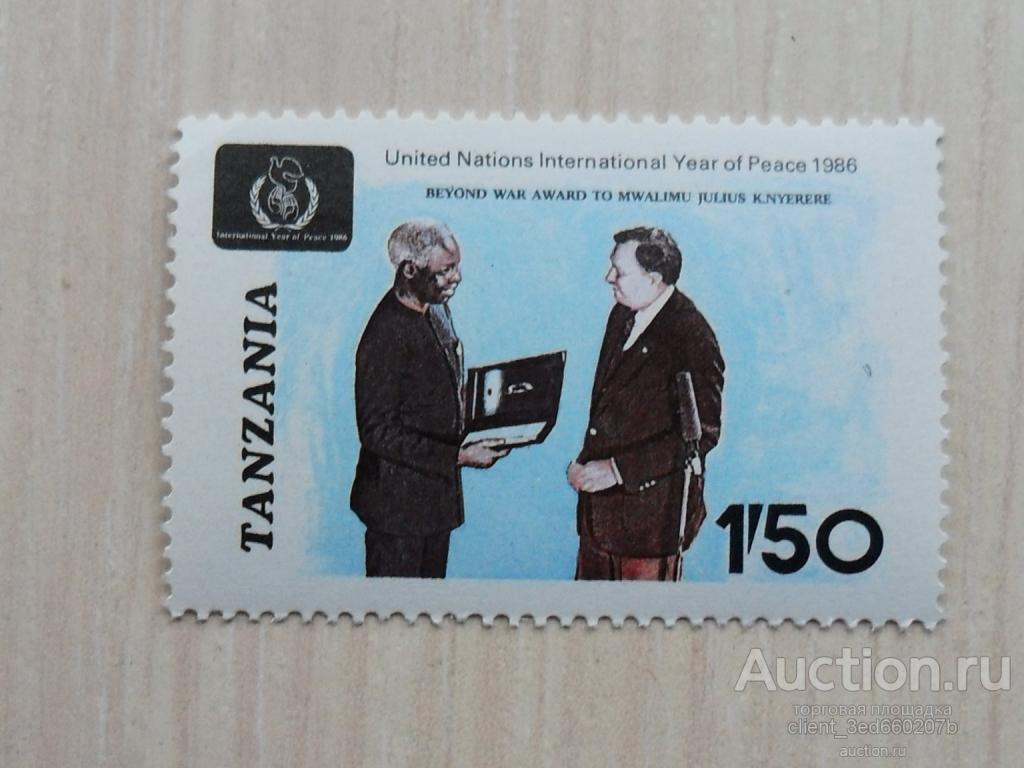 United Nations International Year of Peace 1986
BEYOND WAR AWARD TO MWALIMU JULIUS K.NYERERE
International Year of Peace 1986
TANZANIA
1/50
Auction.ru
торговая площадка
client_3ed660207b
auction.ru